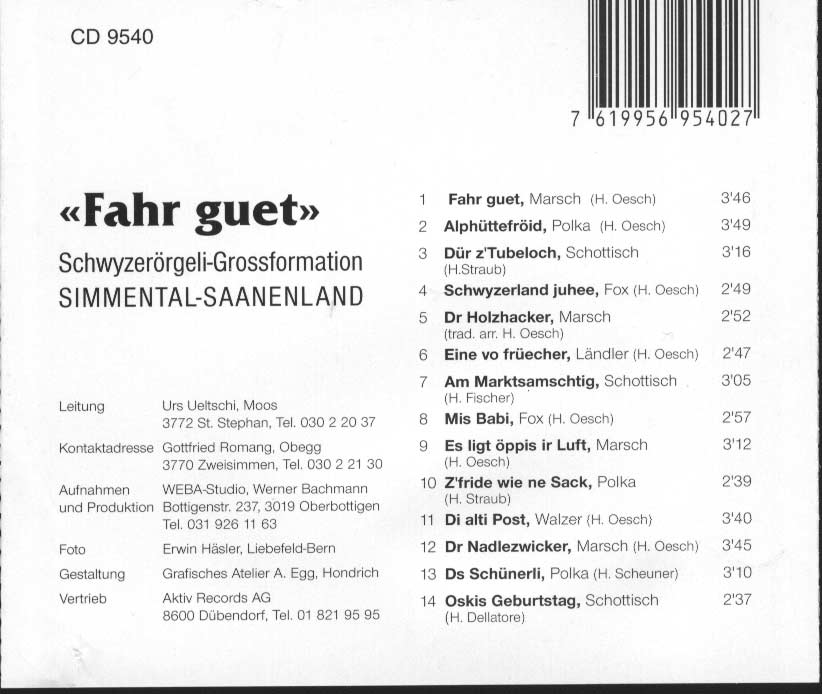 CD 9540
7 619956 954027
«Fahr guet»
Schwyzerörgeli-Grossformation
SIMMENTAL-SAANENLAND
Leitung Urs Ueltschi, Moos
3772 St. Stephan, Tel. 030 2 20 37
Kontaktadresse Gottfried Romang, Obegg
3770 Zweisimmen, Tel. 030 2 21 30
Aufnahmen WEBA-Studio, Werner Bachmann
und Produktion Bottigenstr. 237, 3019 Oberbottigen
Tel. 031 926 11 63
Foto Erwin Häsler, Liebefeld-Bern
Gestaltung Grafisches Atelier A. Egg, Hondrich
Vertrieb Aktiv Records AG
8600 Dübendorf, Tel. 01 821 95 95
1 Fahr guet, Marsch (H. Oesch) 3'46
2 Alphüttefröid, Polka (H. Oesch) 3'49
3 Dür z'Tubeloch, Schottisch 3'16
(H.Straub)
4 Schwyzerland juhee, Fox (H. Oesch) 2'49
5 Dr Holzhacker, Marsch 2'52
(trad. arr. H. Oesch)
6 Eine vo früecher, Ländler (H. Oesch) 2'47
7 Am Marktsamschtig, Schottisch 3'05
(H. Fischer)
8 Mis Babi, Fox (H. Oesch) 2'57
9 Es ligt öppis ir Luft, Marsch 3'12
(H. Oesch)
10 Z'fride wie ne Sack, Polka 2'39
(H. Straub)
11 Di alti Post, Walzer (H. Oesch) 3'40
12 Dr Nadlezwicker, Marsch (H. Oesch) 3'45
13 Ds Schünerli, Polka (H. Scheuner) 3'10
14 Oskis Geburtstag, Schottisch 2'37
(H. Dellatore)